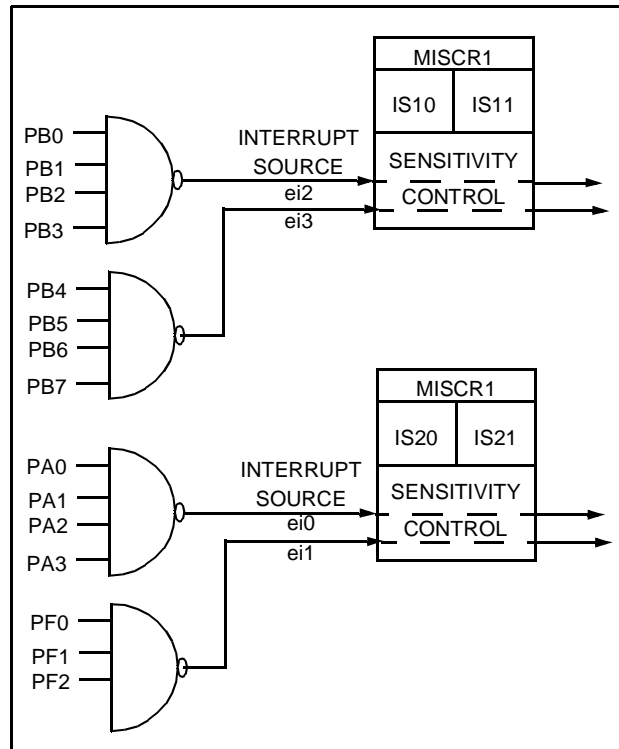 MISCR1
IS10 IS11
PB0
PB1
PB2
PB3
INTERRUPT
SOURCE
ei2
ei3
SENSITIVITY
CONTROL
PB4
PB5
PB6
PB7
MISCR1
IS20 IS21
PA0
PA1
PA2
PA3
INTERRUPT
SOURCE
ei0
ei1
SENSITIVITY
CONTROL
PF0
PF1
PF2